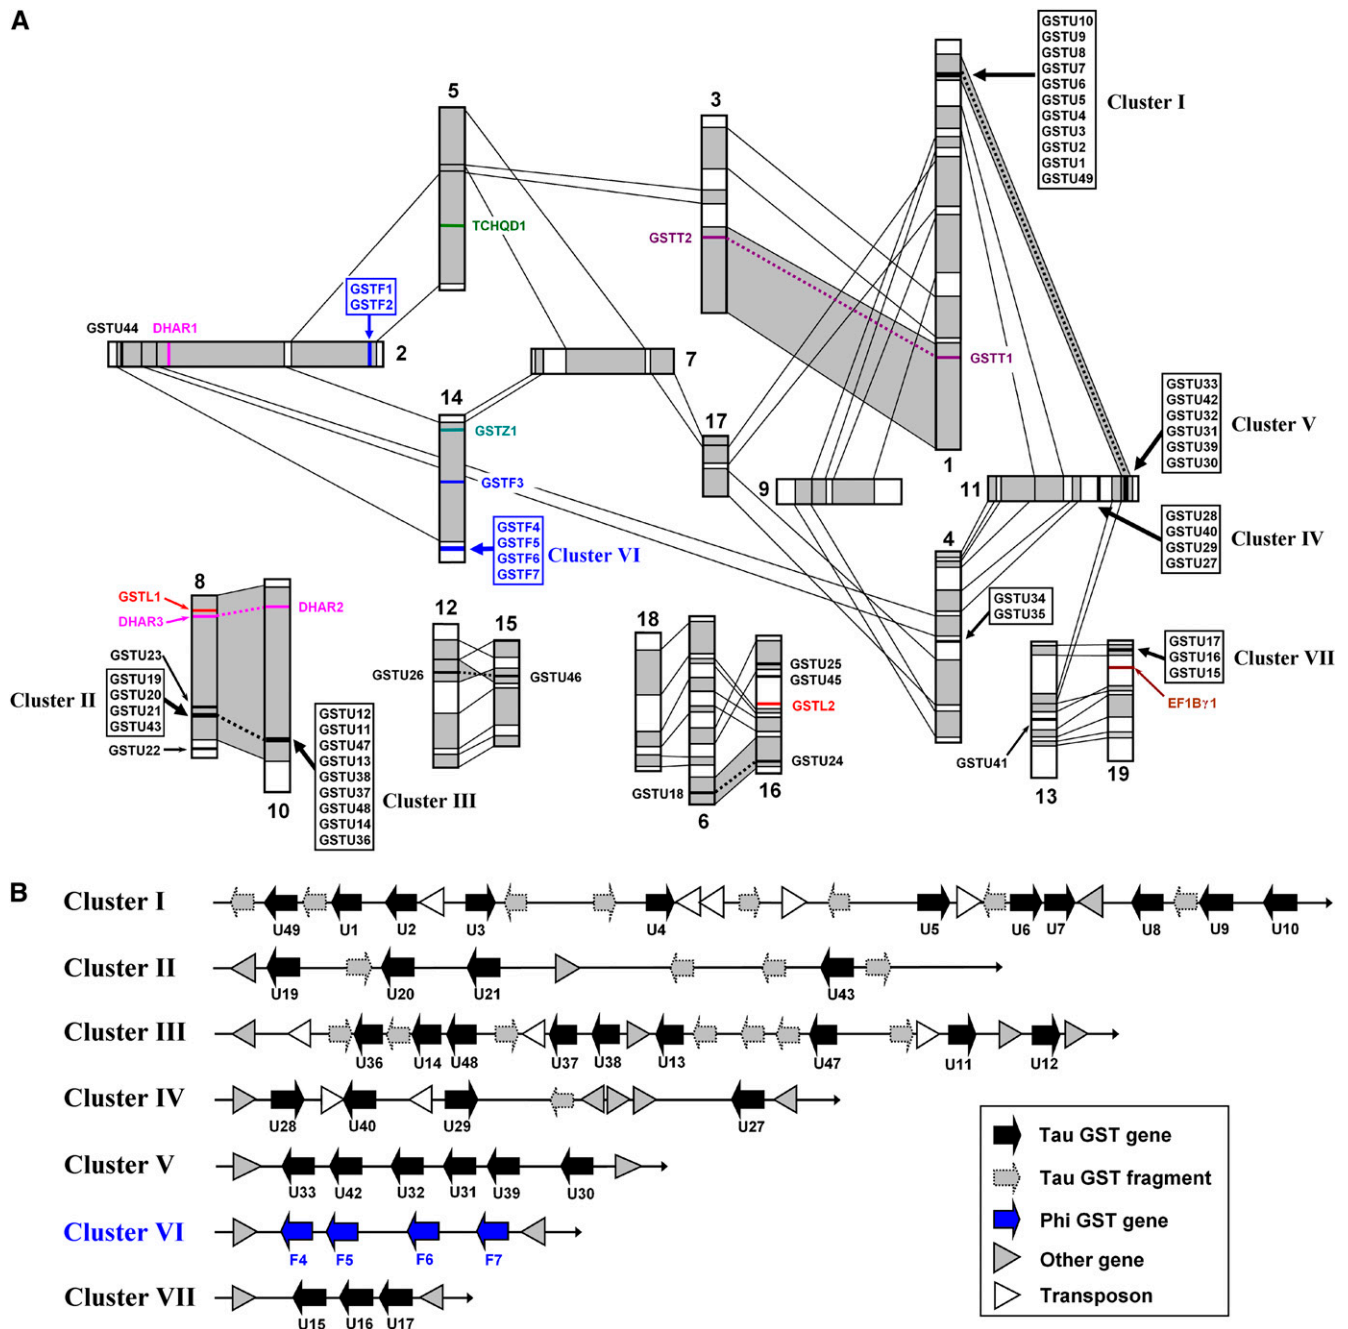 A
GSTU10
GSTU9
GSTU8
GSTU7
GSTU6
GSTU5
GSTU4
GSTU3
GSTU2
GSTU1
GSTU49
Cluster I
5
3
TCHQD1
GSTT2
GSTF1
GSTF2
GSTU44
DHAR1
2
7
GSTT1
14
GSTZ1
GSTF3
17
1
9
11
GSTU33
GSTU42
GSTU32
GSTU31
GSTU39
GSTU30
Cluster V
GSTU28
GSTU40
GSTU29
GSTU27
Cluster IV
GSTF4
GSTF5
GSTF6
GSTF7
Cluster VI
4
GSTU34
GSTU35
8
GSTL1
DHAR3
DHAR2
GSTU23
Cluster II
GSTU19
GSTU20
GSTU21
GSTU43
GSTU22
10
GSTU12
GSTU11
GSTU47
GSTU13
GSTU38
GSTU37
GSTU48
GSTU14
GSTU36
Cluster III
12
15
GSTU26
GSTU46
18
GSTU25
GSTU45
GSTL2
GSTU24
GSTU18
6
16
GSTU17
GSTU16
GSTU15
Cluster VII
EF1Bγ1
GSTU41
13
19
B
Cluster I
U49 U1 U2 U3 U4 U5 U6 U7 U8 U9 U10
Cluster II
U19 U20 U21 U43
Cluster III
U36 U14 U48 U37 U38 U13 U47 U11 U12
Cluster IV
U28 U40 U29 U27
Cluster V
U33 U42 U32 U31 U39 U30
Cluster VI
F4 F5 F6 F7
Cluster VII
U15 U16 U17
Tau GST gene
Tau GST fragment
Phi GST gene
Other gene
Transposon